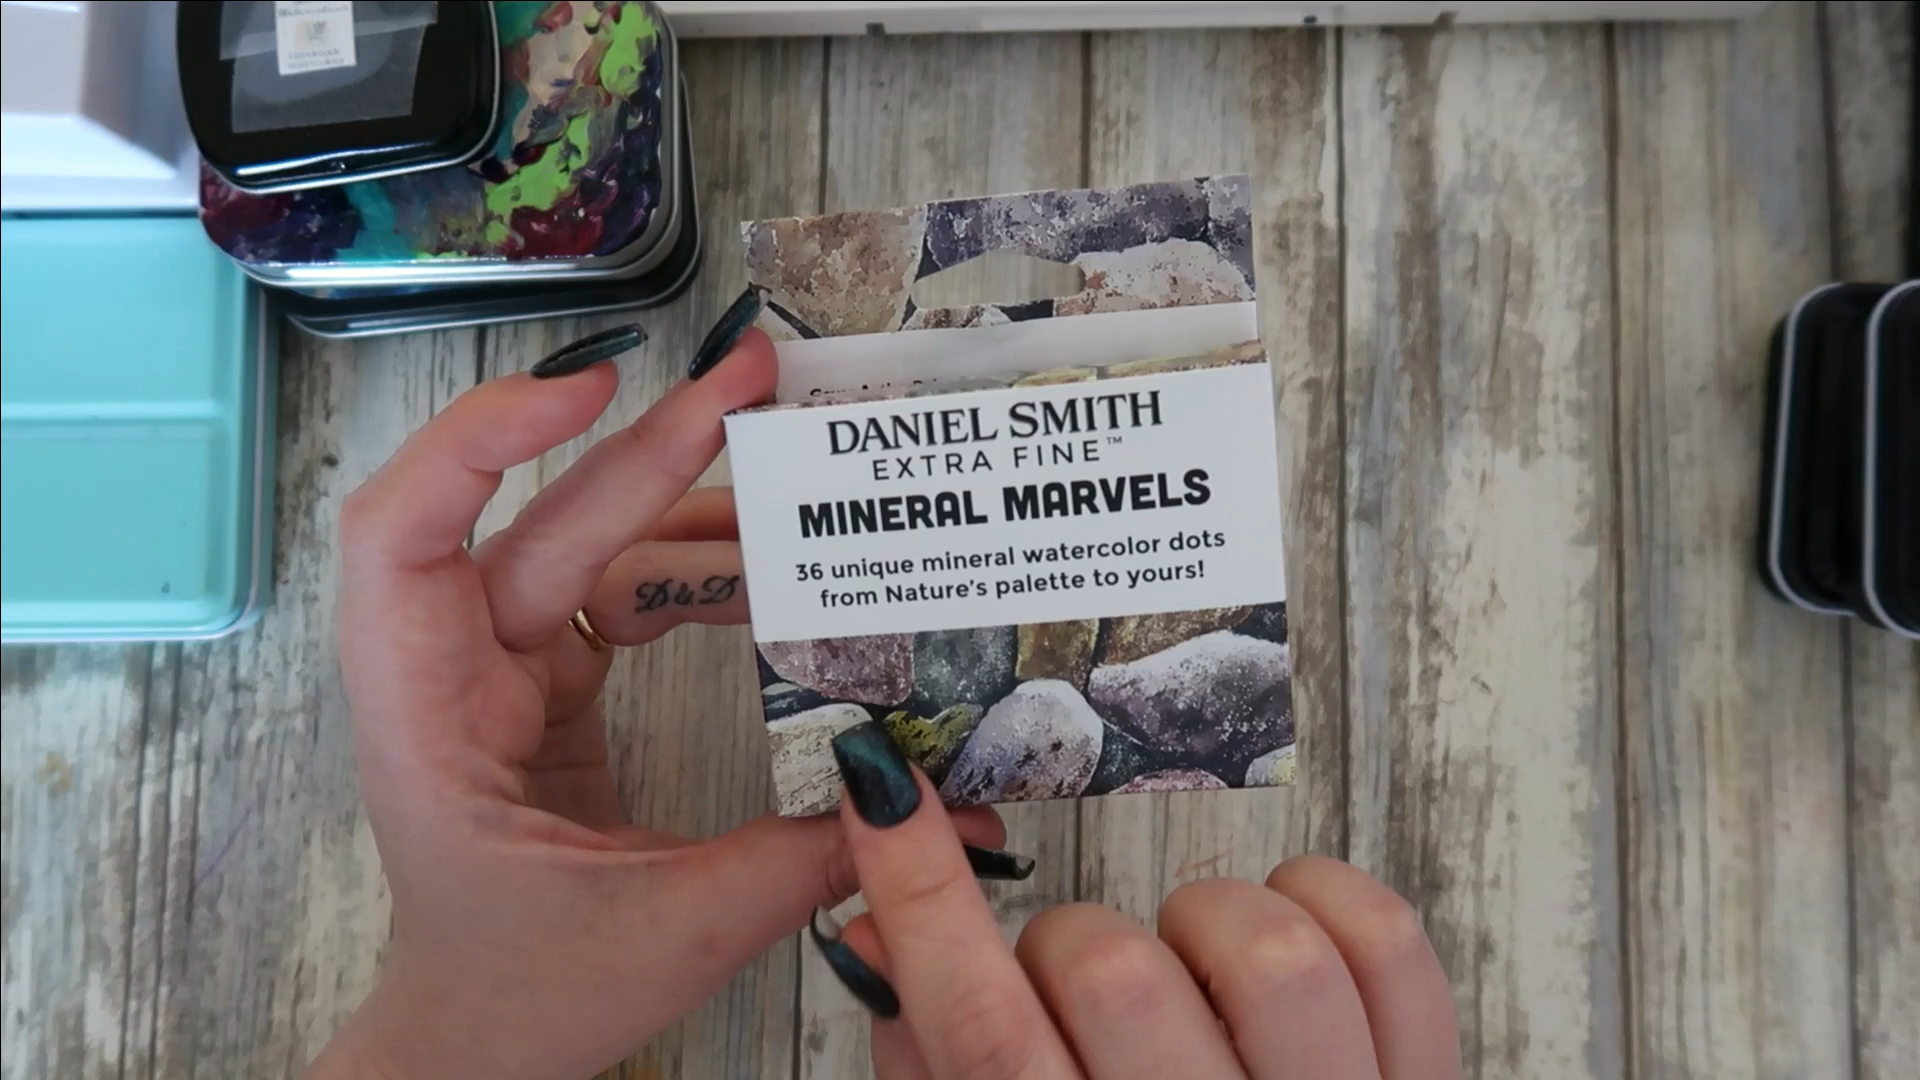 DANIEL SMITH
EXTRA FINE™
MINERAL MARVELS
36 unique mineral watercolor dots
from Nature's palette to yours!
D&D